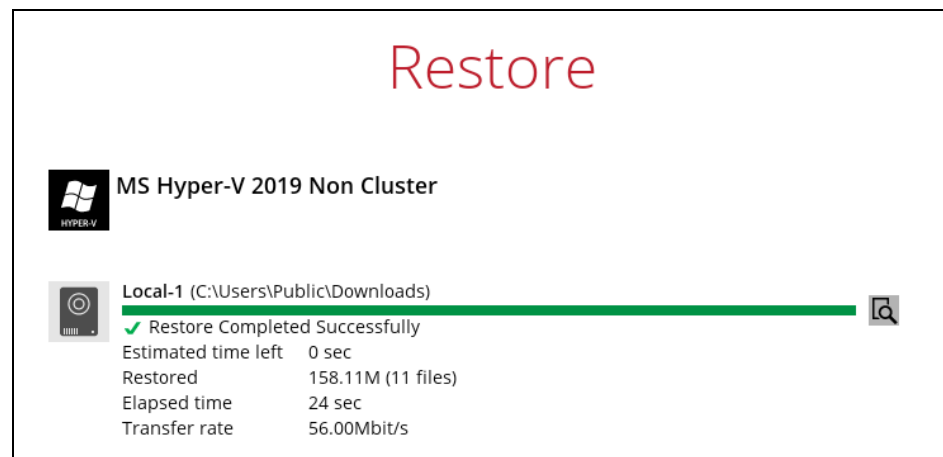 Restore
HYPER-V
MS Hyper-V 2019 Non Cluster
Local-1 (C:\Users\Public\Downloads)
Restore Completed Successfully
Estimated time left 0 sec
Restored 158.11M (11 files)
Elapsed time 24 sec
Transfer rate 56.00Mbit/s